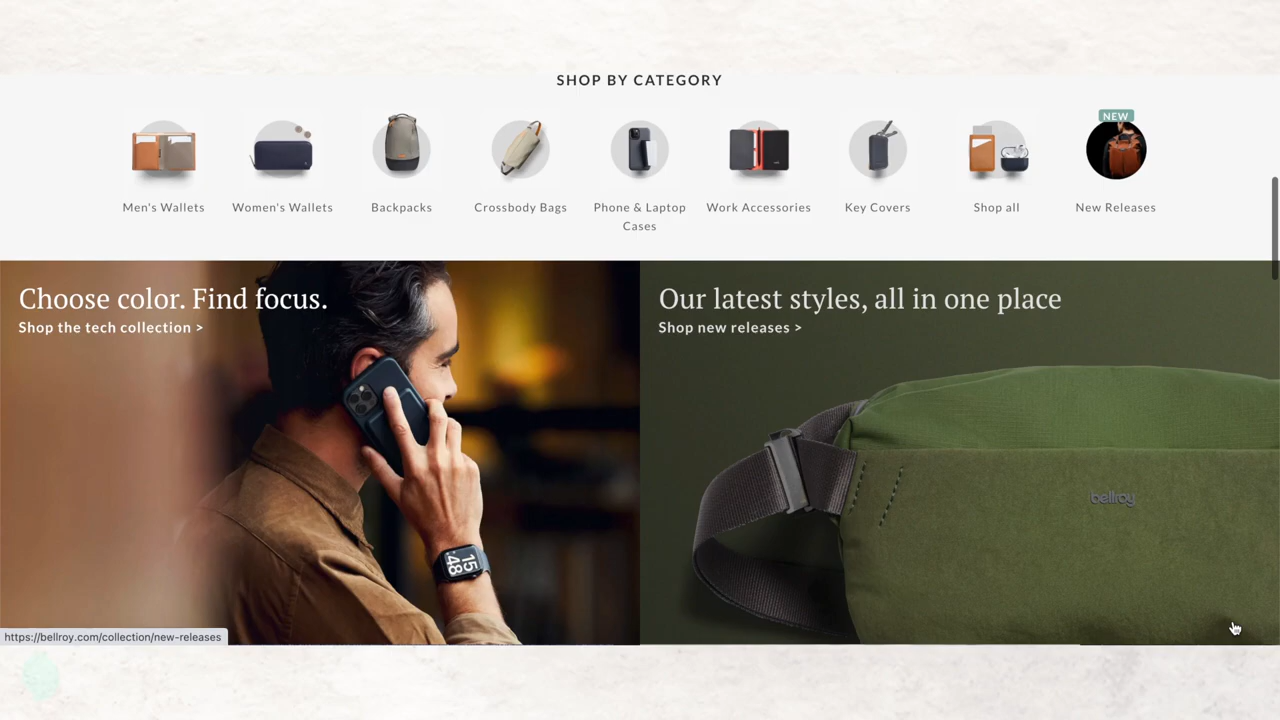 SHOP BY CATEGORY
NEW
Men's Wallets
Women's Wallets
Backpacks
Crossbody Bags
Phone & Laptop
Cases
Work Accessories
Key Covers
Shop all
New Releases
Choose color. Find focus.
Shop the tech collection >
Our latest styles, all in one place
Shop new releases >
bellroy
15
48
https://bellroy.com/collection/new-releases